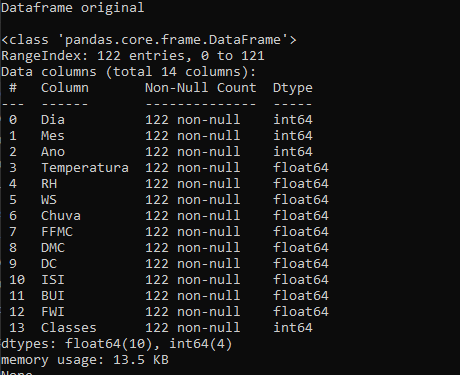 Dataframe original
<class 'pandas.core.frame.DataFrame'>
RangeIndex: 122 entries, 0 to 121
Data columns (total 14 columns):
 #   Column       Non-Null Count  Dtype
---  ------       --------------  -----
 0   Dia          122 non-null    int64
 1   Mes          122 non-null    int64
 2   Ano          122 non-null    int64
 3   Temperatura  122 non-null    float64
 4   RH           122 non-null    float64
 5   WS           122 non-null    float64
 6   Chuva        122 non-null    float64
 7   FFMC         122 non-null    float64
 8   DMC          122 non-null    float64
 9   DC           122 non-null    float64
 10  ISI          122 non-null    float64
 11  BUI          122 non-null    float64
 12  FWI          122 non-null    float64
 13  Classes      122 non-null    int64
dtypes: float64(10), int64(4)
memory usage: 13.5 KB
None